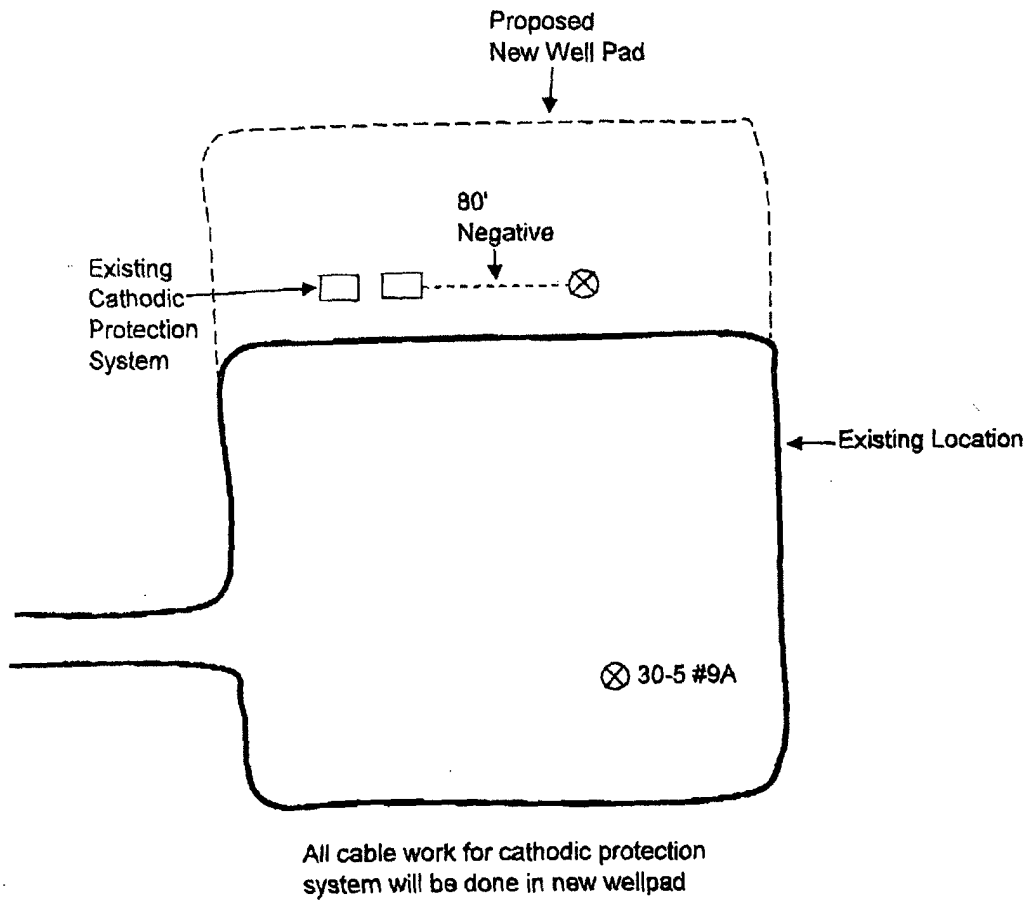 Proposed
New Well Pad
80'
Negative
Existing
Cathodic
Protection
System
Existing Location
30-5 #9A
All cable work for cathodic protection
system will be done in new wellpad